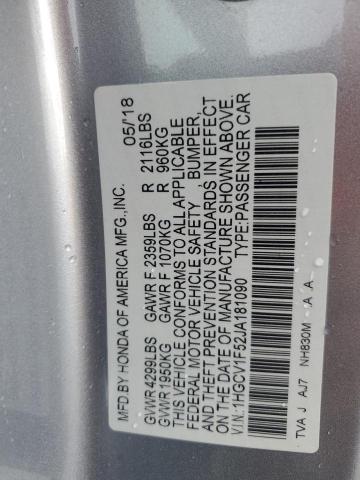 MFD BY HONDA OF AMERICA MFG.,INC. 05/'18
GVWR 4299LBS GAWR F 2359LBS R 2116LBS
GVWR 1950KG GAWR F 1070KG R 960KG
THIS VEHICLE CONFORMS TO ALL APPLICABLE
FEDERAL MOTOR VEHICLE SAFETY , BUMPER,
AND THEFT PREVENTION STANDARDS IN EFFECT
ON THE DATE OF MANUFACTURE SHOWN ABOVE.
V.I.N.:1HGCV1F52JA181090 TYPE:PASSENGER CAR
TVA J AJ7 NH830M .A .A